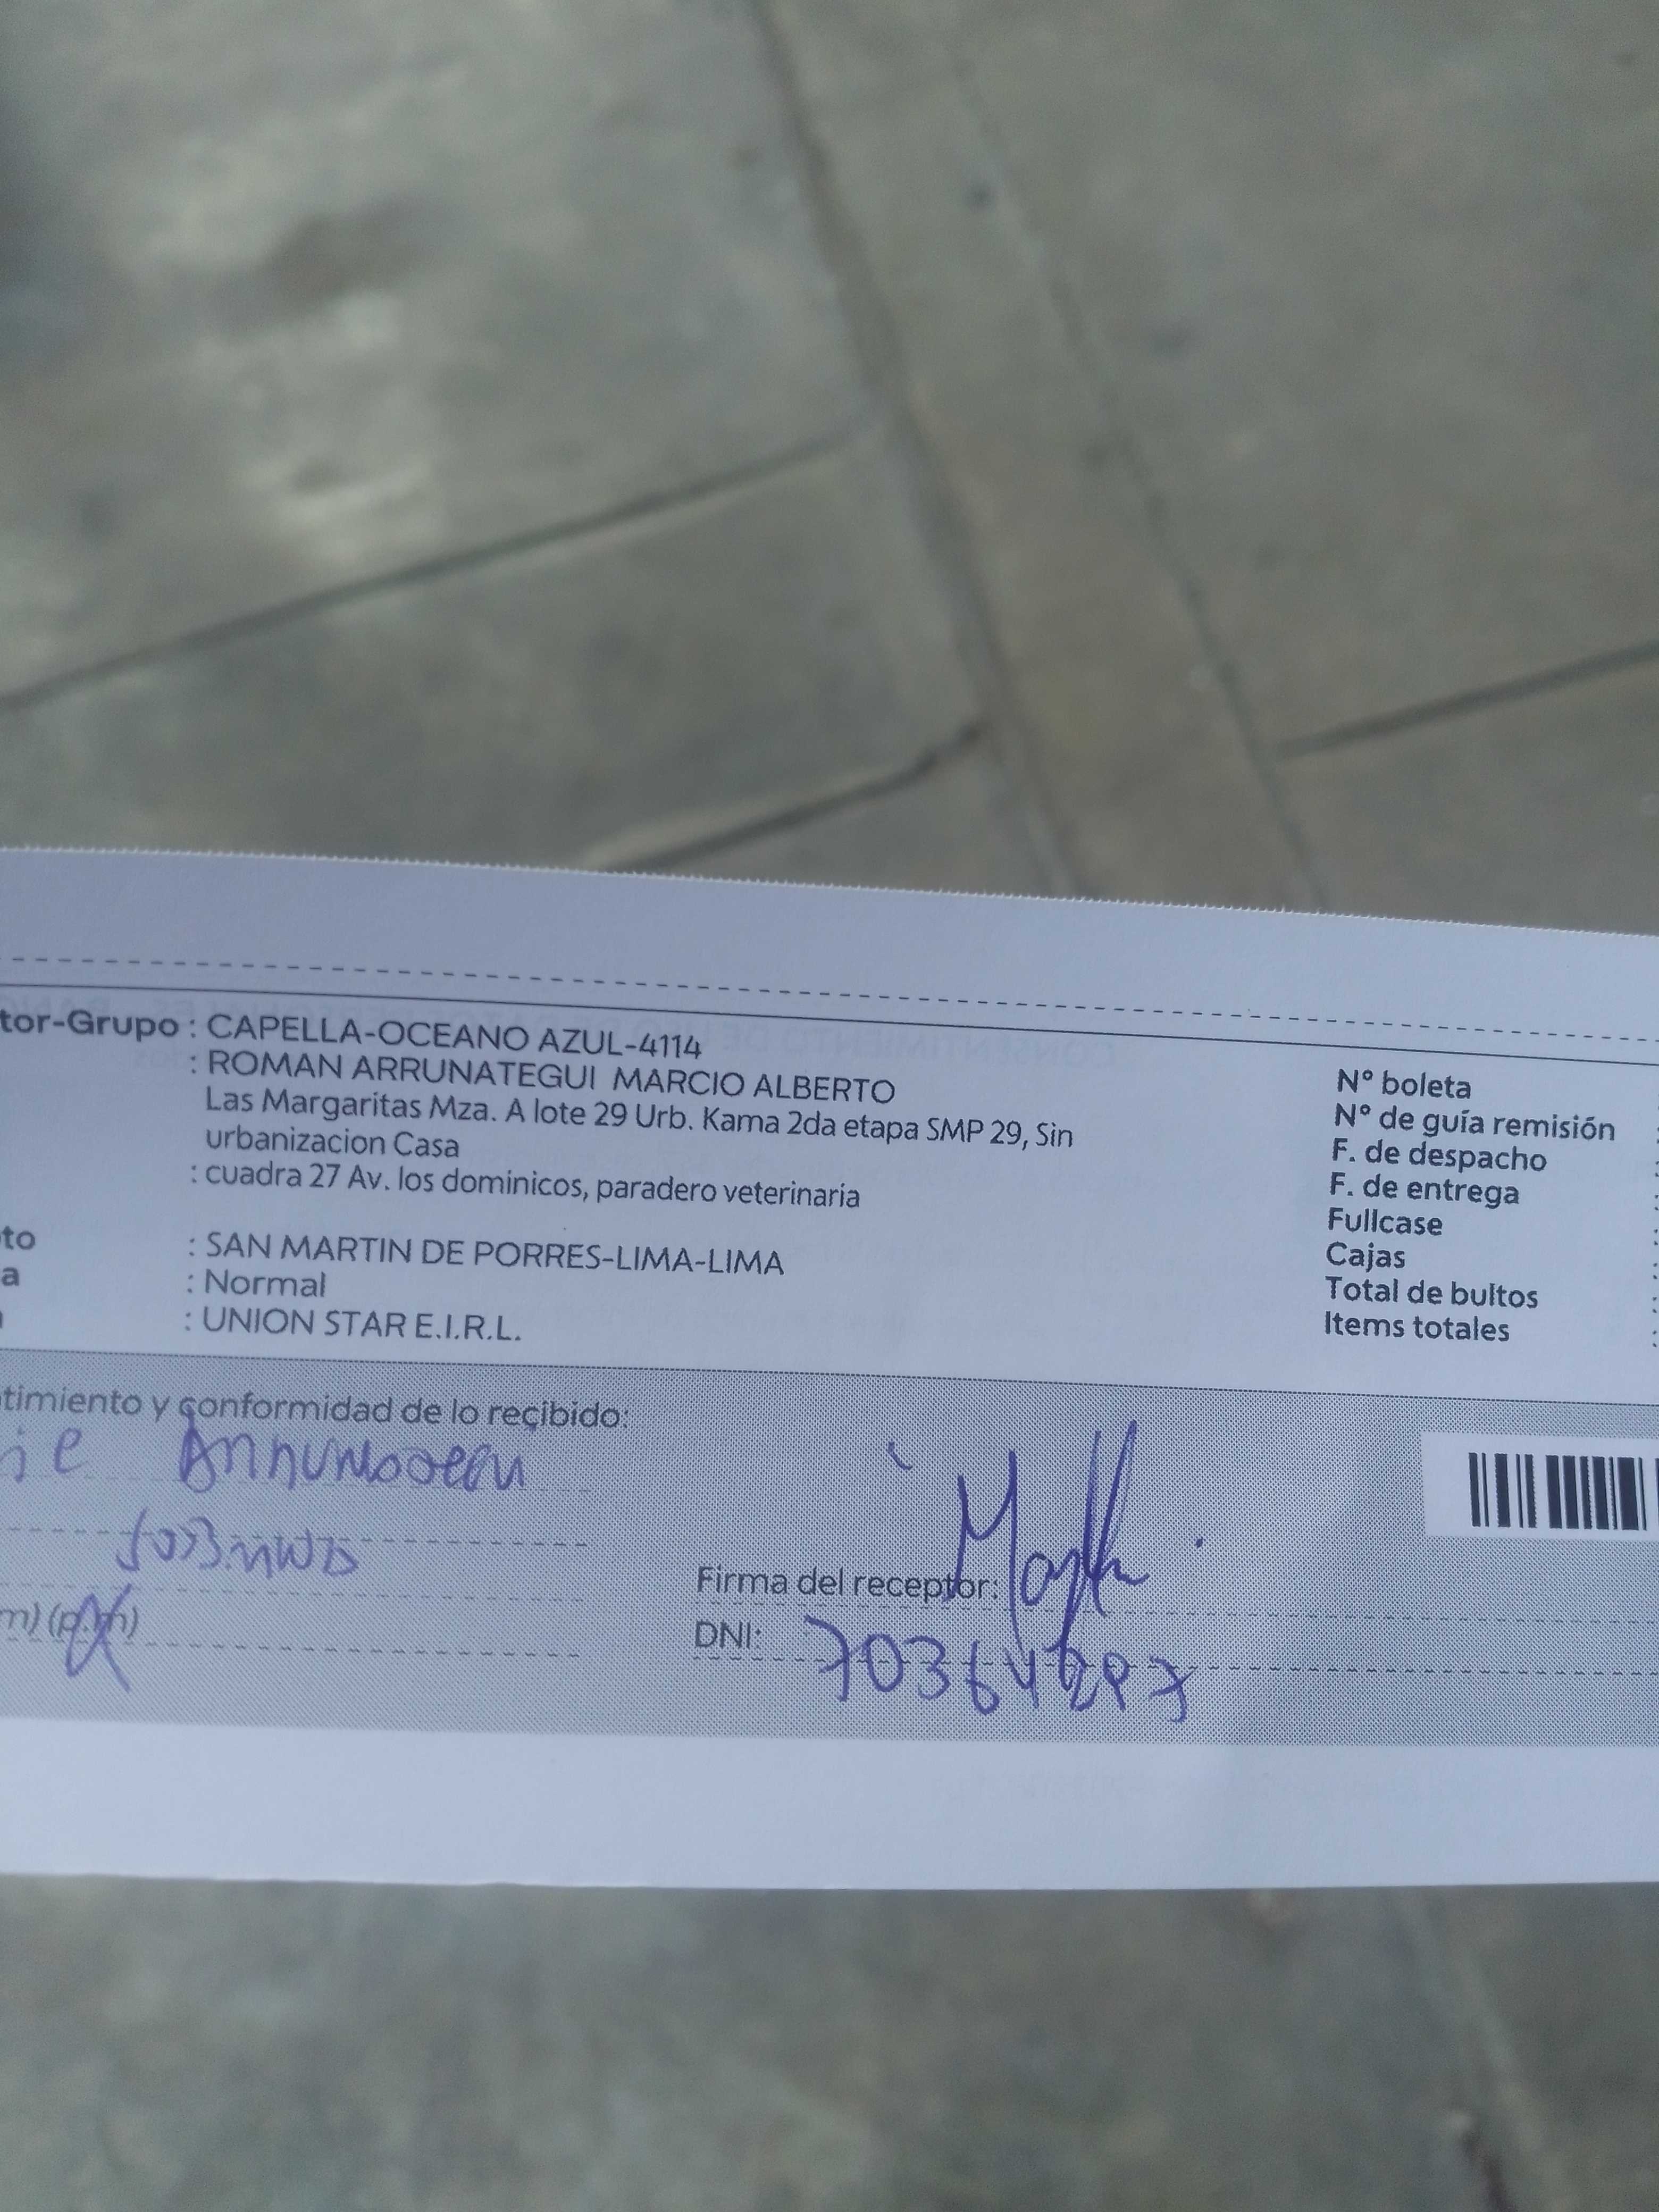 tor-Grupo : CAPELLA-OCEANO AZUL-4114
: ROMAN ARRUNATEGUI MARCIO ALBERTO
Las Margaritas Mza. A lote 29 Urb. Kama 2da etapa SMP 29, Sin
urbanizacion Casa
: cuadra 27 Av. los dominicos, paradero veterinaria
to : SAN MARTIN DE PORRES-LIMA-LIMA
a : Normal
: UNION STAR E.I.R.L.
N° boleta
N° de guía remisión
F. de despacho
F. de entrega
Fullcase
Cajas
Total de bultos
Items totales
timiento y conformidad de lo recibido:
m) (p.m)
Firma del receptor:
DNI: